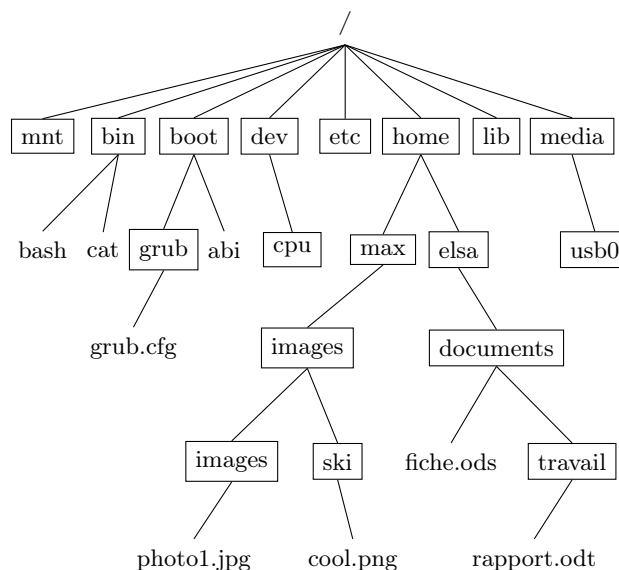 /
mnt bin boot dev etc home lib media
bash cat grub abi cpu max elsa usb0
grub.cfg images documents
images ski fiche.ods travail
photo1.jpg cool.png rapport.odt